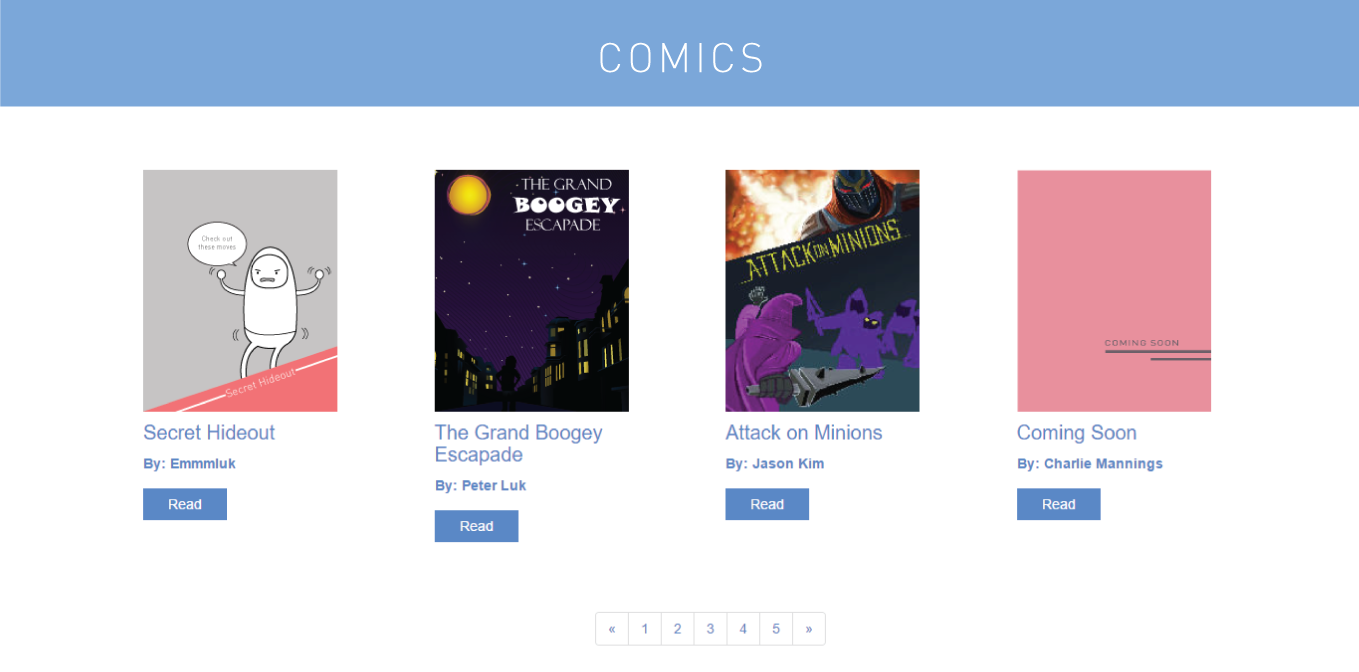 COMICS
Check out
these moves
Secret Hideout
THE GRAND
BOOGEY
ESCAPADE
ATTACK ON MINIONS
COMING SOON
Secret Hideout
By: Emmmluk
Read
The Grand Boogey
Escapade
By: Peter Luk
Read
Attack on Minions
By: Jason Kim
Read
Coming Soon
By: Charlie Mannings
Read
« 1 2 3 4 5 »